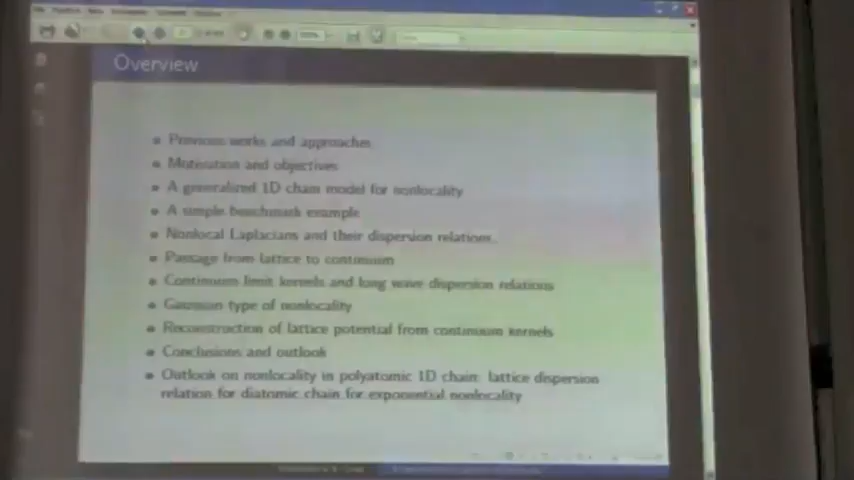 Overview
Previous works and approaches
Motivation and objectives
A generalized 1D chain model for nonlocality
A simple benchmark example
Nonlocal Laplacians and their dispersion relations.
Passage from lattice to continuum
Continuum limit kernels and long wave dispersion relations
Gaussian type of nonlocality
Reconstruction of lattice potential from continuum kernels
Conclusions and outlook
Outlook on nonlocality in polyatomic 1D chain: lattice dispersion
relation for diatomic chain for exponential nonlocality